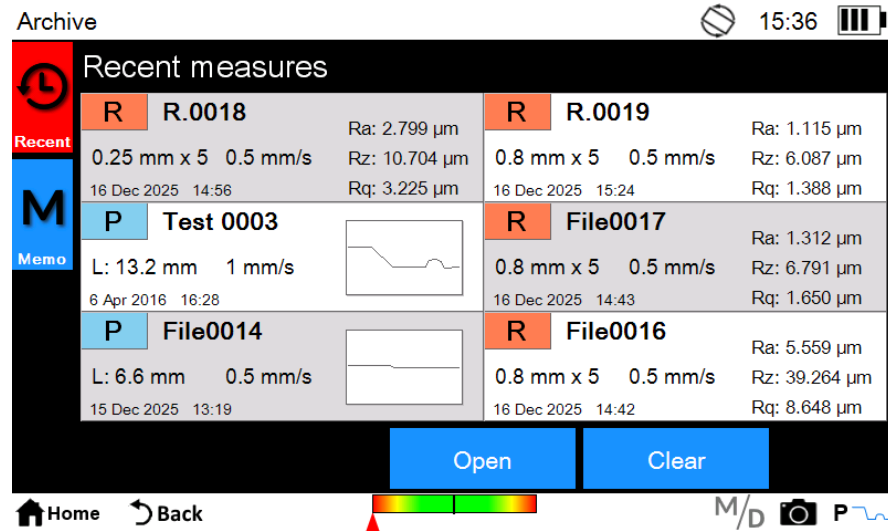 Archive
15:36
Recent measures
Recent
R R.0018
Ra: 2.799 µm
0.25 mm x 5 0.5 mm/s
Rz: 10.704 µm
16 Dec 2025 14:56
Rq: 3.225 µm
R R.0019
Ra: 1.115 µm
0.8 mm x 5 0.5 mm/s
Rz: 6.087 µm
16 Dec 2025 15:24
Rq: 1.388 µm
M
Memo
P Test 0003
L: 13.2 mm 1 mm/s
6 Apr 2016 16:28
R File0017
Ra: 1.312 µm
0.8 mm x 5 0.5 mm/s
Rz: 6.791 µm
16 Dec 2025 14:43
Rq: 1.650 µm
P File0014
L: 6.6 mm 0.5 mm/s
15 Dec 2025 13:19
R File0016
Ra: 5.559 µm
0.8 mm x 5 0.5 mm/s
Rz: 39.264 µm
16 Dec 2025 14:42
Rq: 8.648 µm
Open Clear
Home Back M/D P